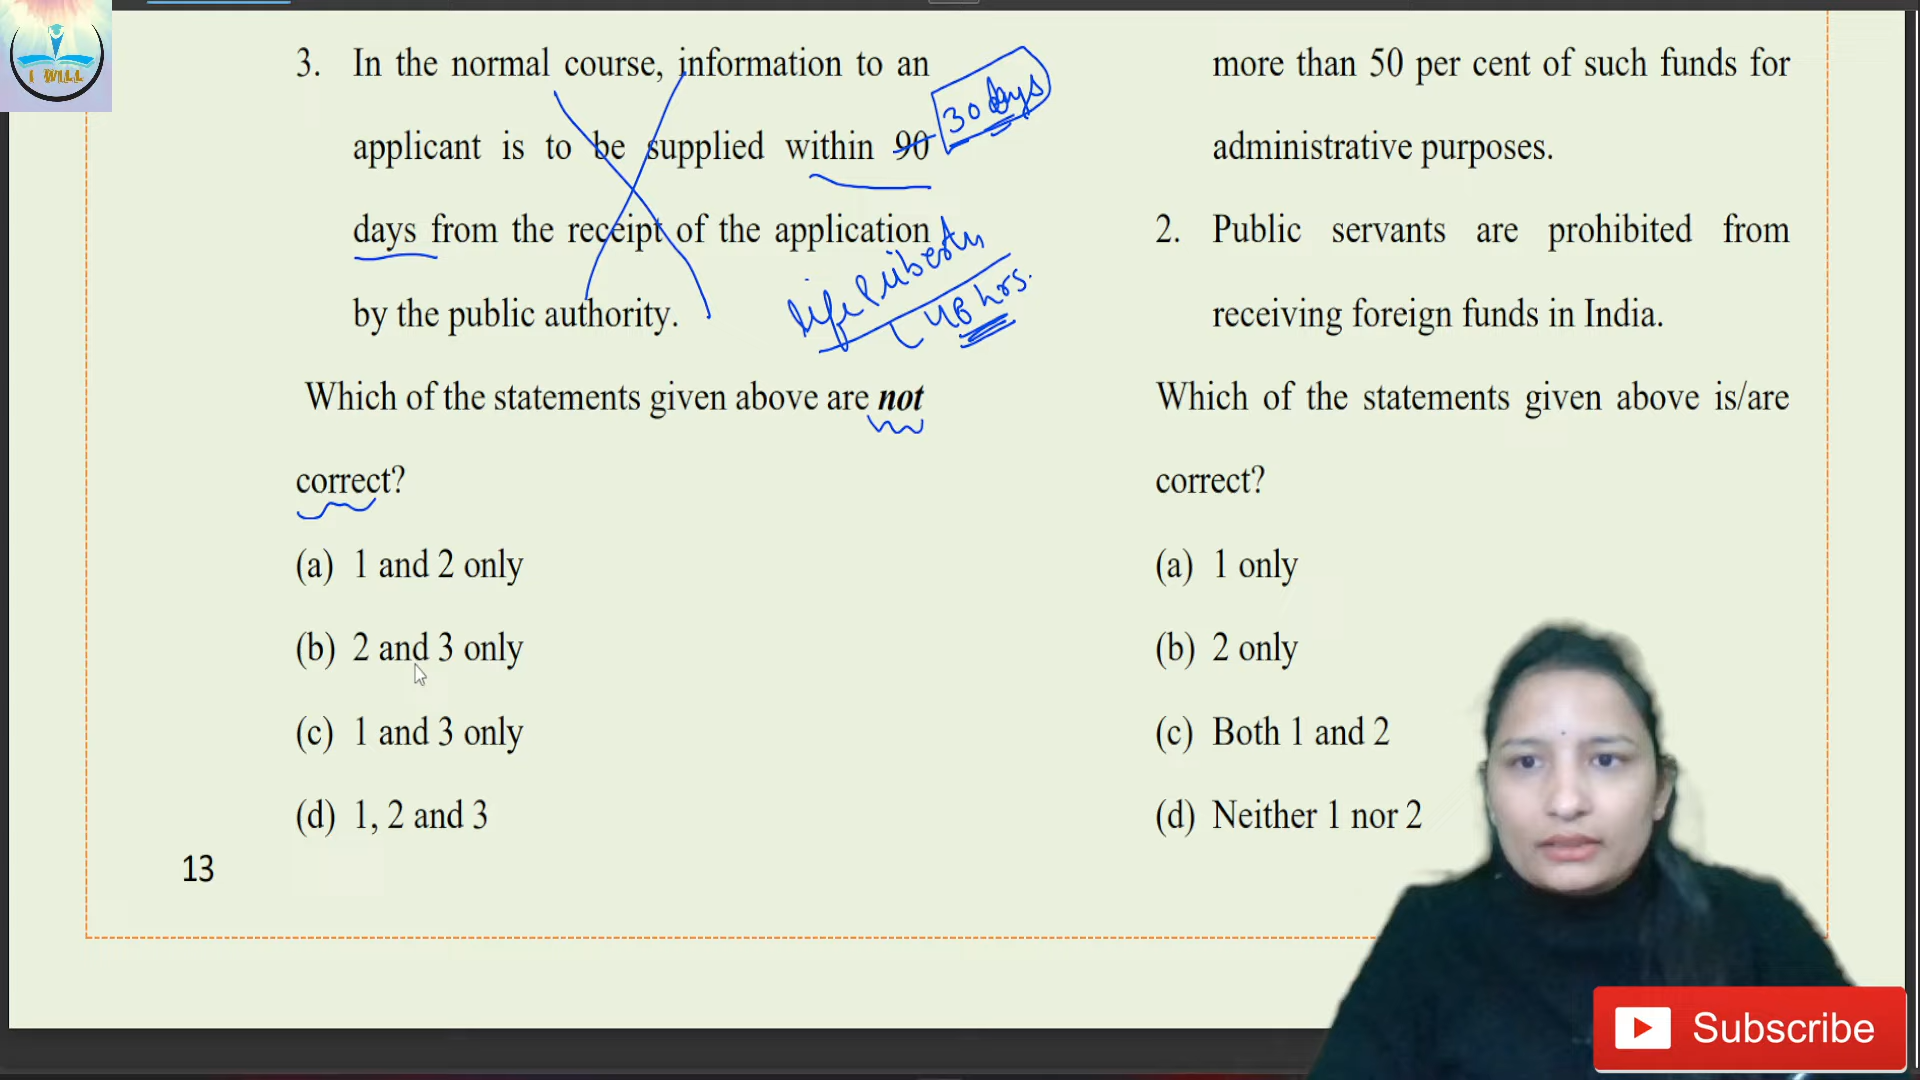 I WILL
3. In the normal course, information to an
applicant is to be supplied within 90
days from the receipt of the application
by the public authority.
30 days
life & liberty
48 hrs.
Which of the statements given above are not
correct?
(a) 1 and 2 only
(b) 2 and 3 only
(c) 1 and 3 only
(d) 1, 2 and 3
13
more than 50 per cent of such funds for
administrative purposes.
2. Public servants are prohibited from
receiving foreign funds in India.
Which of the statements given above is/are
correct?
(a) 1 only
(b) 2 only
(c) Both 1 and 2
(d) Neither 1 nor 2
Subscribe